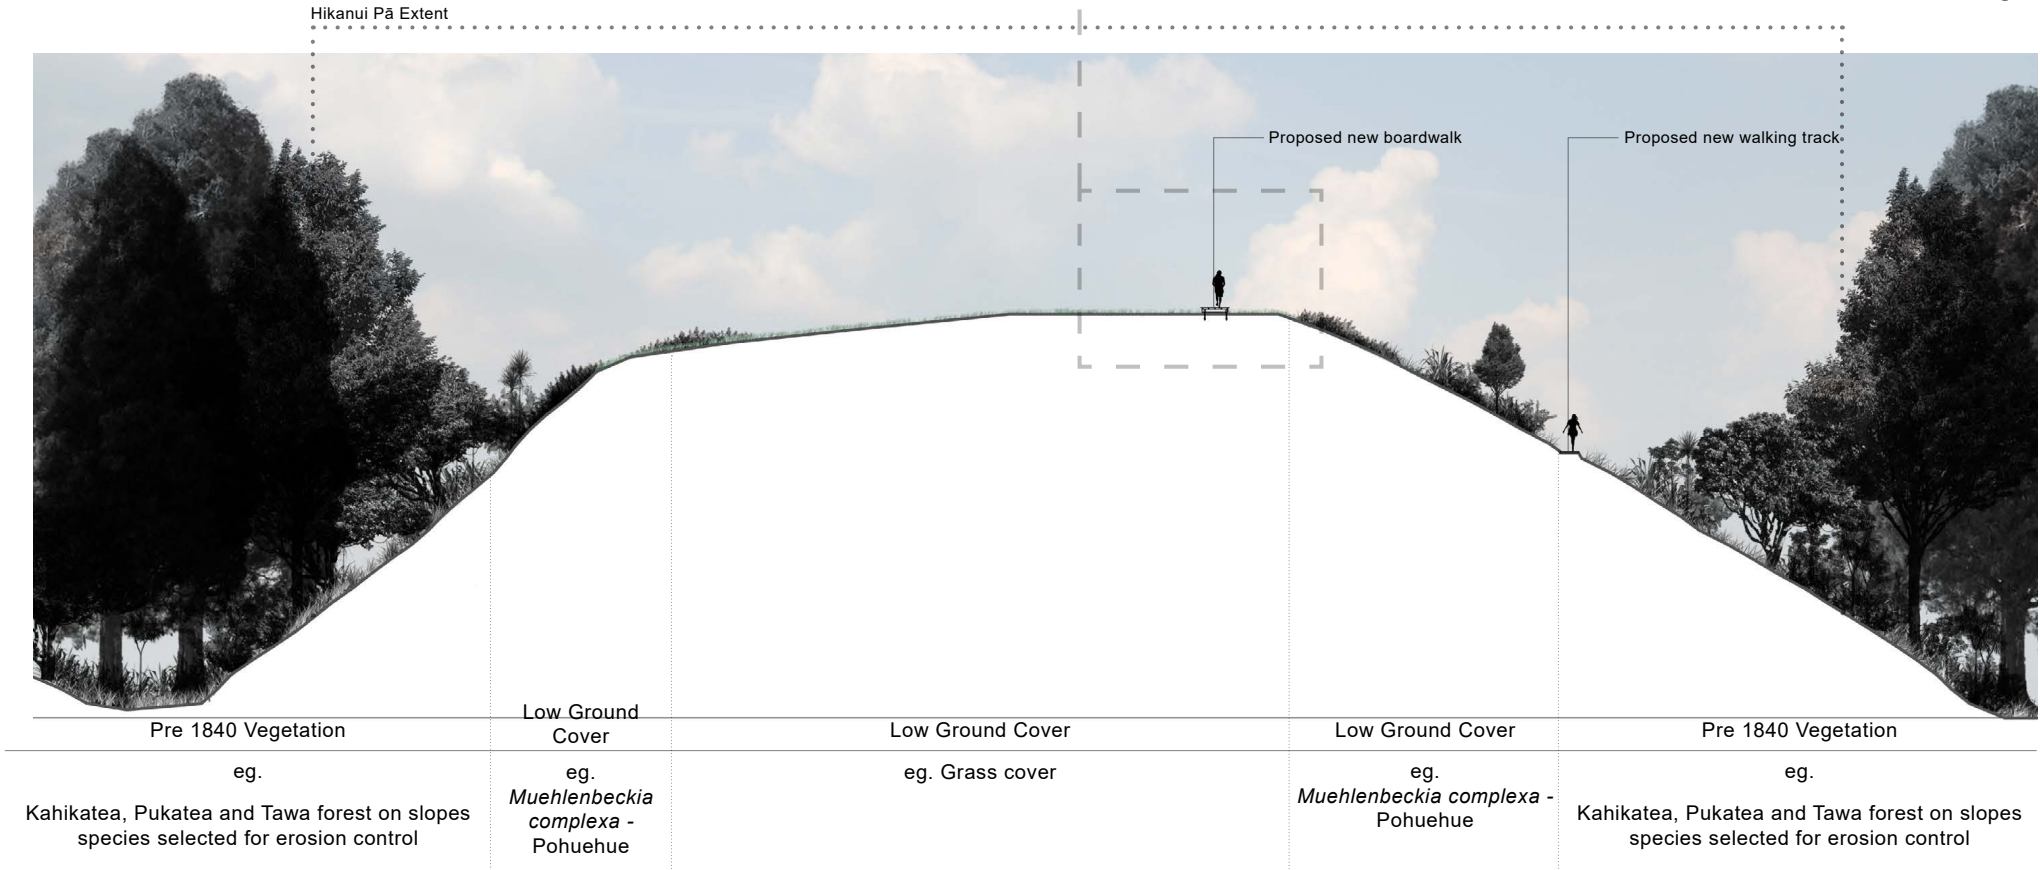 Hikanui Pā Extent
Proposed new boardwalk
Proposed new walking track
Pre 1840 Vegetation
Low Ground
Cover
Low Ground Cover
Low Ground Cover
Pre 1840 Vegetation
eg.
Kahikatea, Pukatea and Tawa forest on slopes
species selected for erosion control
eg.
Muehlenbeckia
complexa -
Pohuehue
eg. Grass cover
eg.
Muehlenbeckia complexa -
Pohuehue
eg.
Kahikatea, Pukatea and Tawa forest on slopes
species selected for erosion control